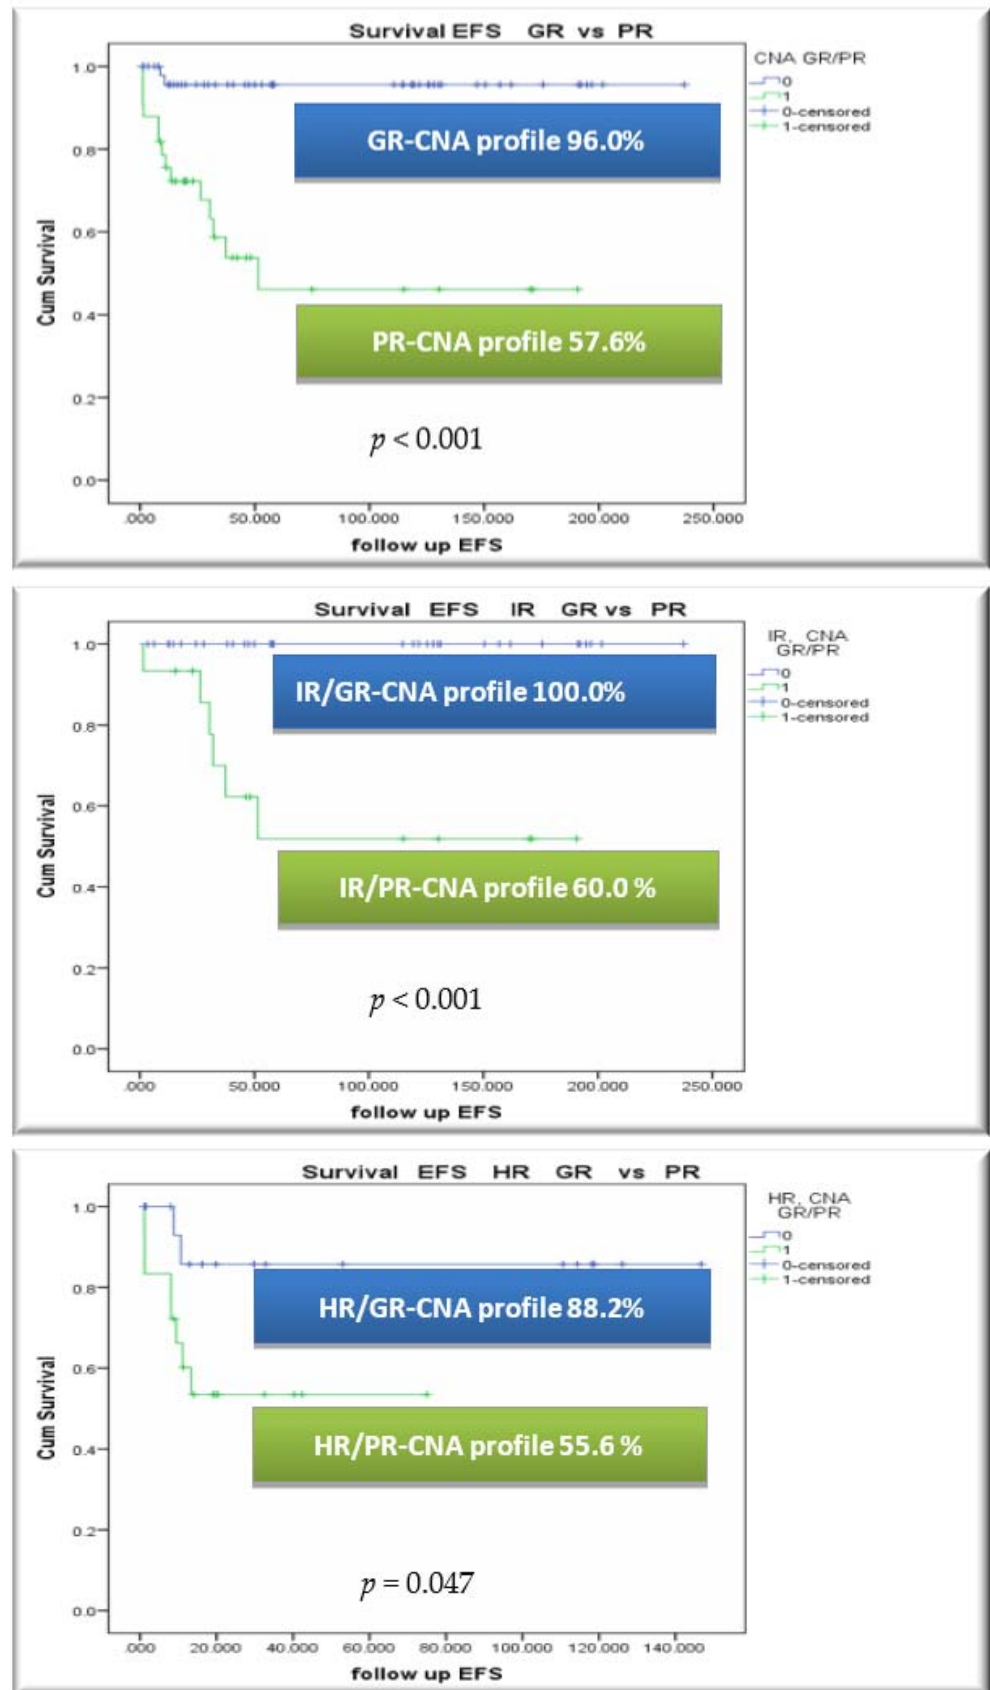 Survival EFS GR vs PR
CNA GR/PR
0
1
0-censored
1-censored
Cum Survival
1.0
0.8
0.6
0.4
0.2
0.0
GR-CNA profile 96.0%
PR-CNA profile 57.6%
p < 0.001
.000 50.000 100.000 150.000 200.000 250.000
follow up EFS
Survival EFS IR GR vs PR
IR, CNA
GR/PR
0
1
0-censored
1-censored
Cum Survival
1.0
0.8
0.6
0.4
0.2
0.0
IR/GR-CNA profile 100.0%
IR/PR-CNA profile 60.0 %
p < 0.001
.000 50.000 100.000 150.000 200.000 250.000
follow up EFS
Survival EFS HR GR vs PR
HR, CNA
GR/PR
0
1
0-censored
1-censored
Cum Survival
1.0
0.8
0.6
0.4
0.2
0.0
HR/GR-CNA profile 88.2%
HR/PR-CNA profile 55.6 %
p = 0.047
.000 20.000 40.000 60.000 80.000 100.000 120.000 140.000
follow up EFS